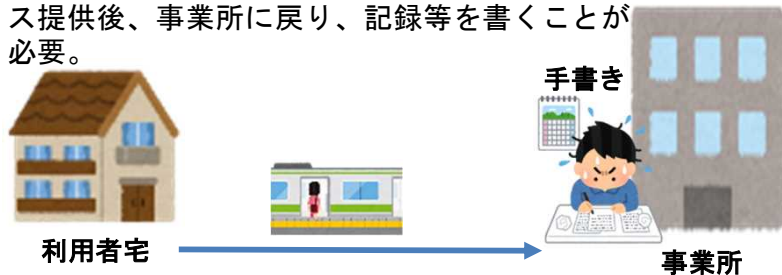 ス提供後、事業所に戻り、記録等を書くことが
必要。
手書き
利用者宅
事業所